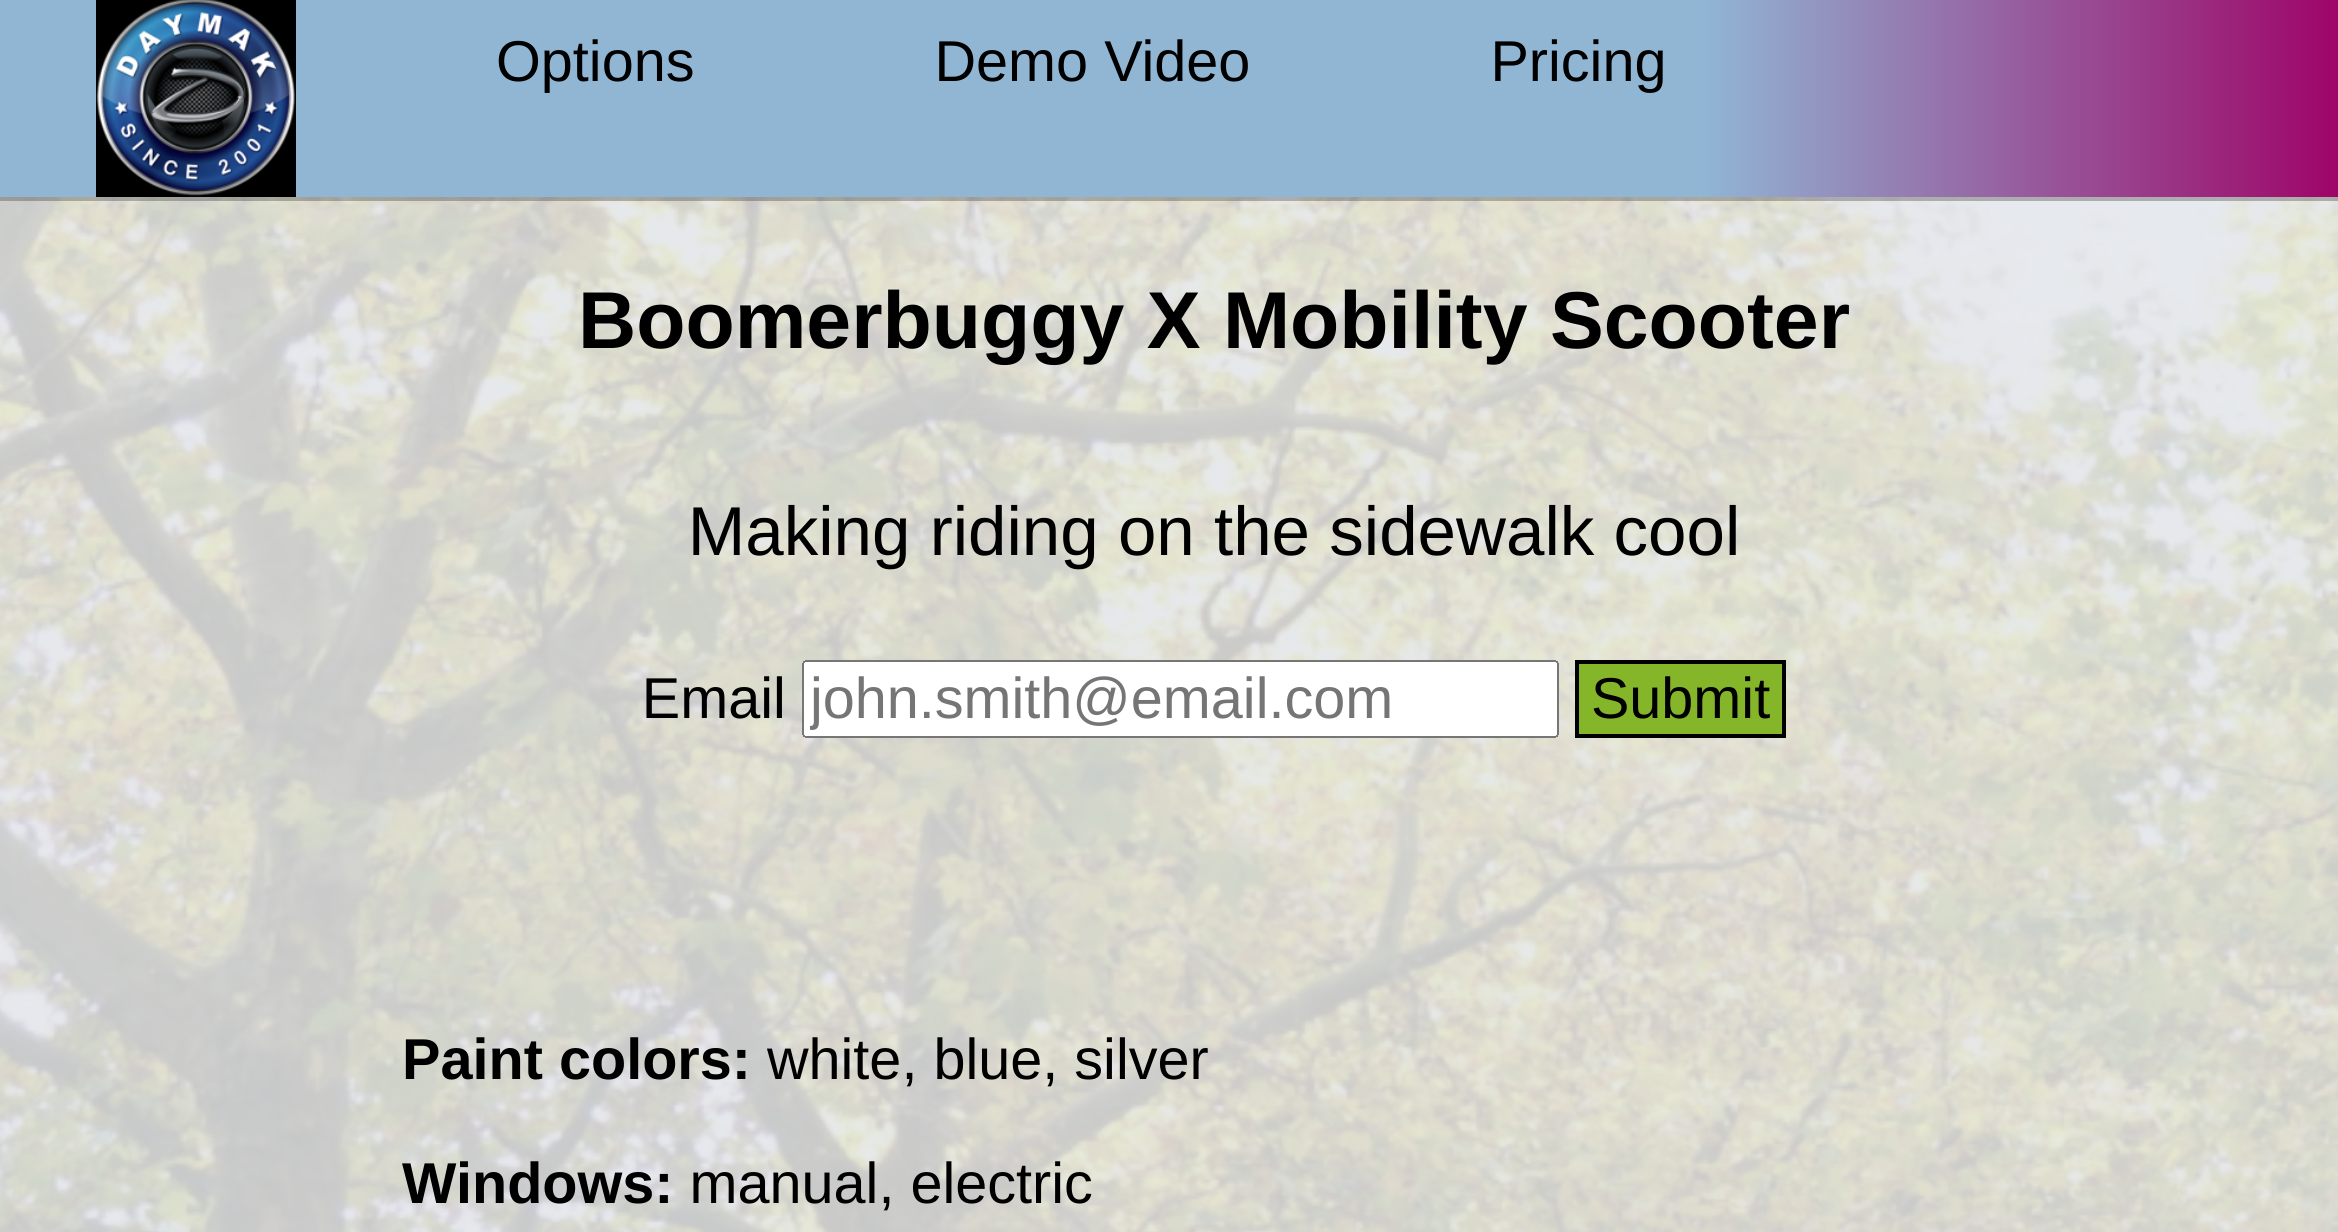 DAYMAK
SINCE 2001
Options
Demo Video
Pricing
Boomerbuggy X Mobility Scooter
Making riding on the sidewalk cool
Email john.smith@email.com Submit
Paint colors: white, blue, silver
Windows: manual, electric